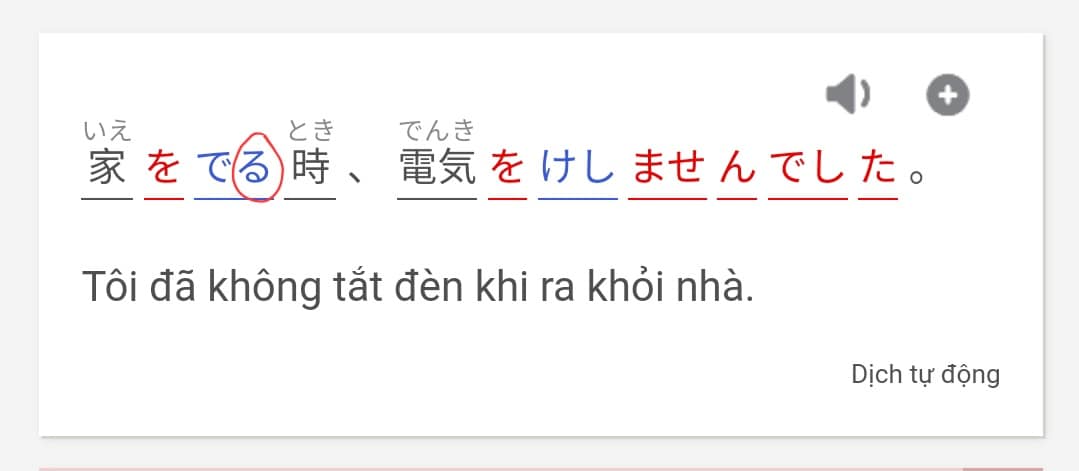 いえ とき でんき
家をでる時、電気をけしませんでした。
Tôi đã không tắt đèn khi ra khỏi nhà.
Dịch tự động